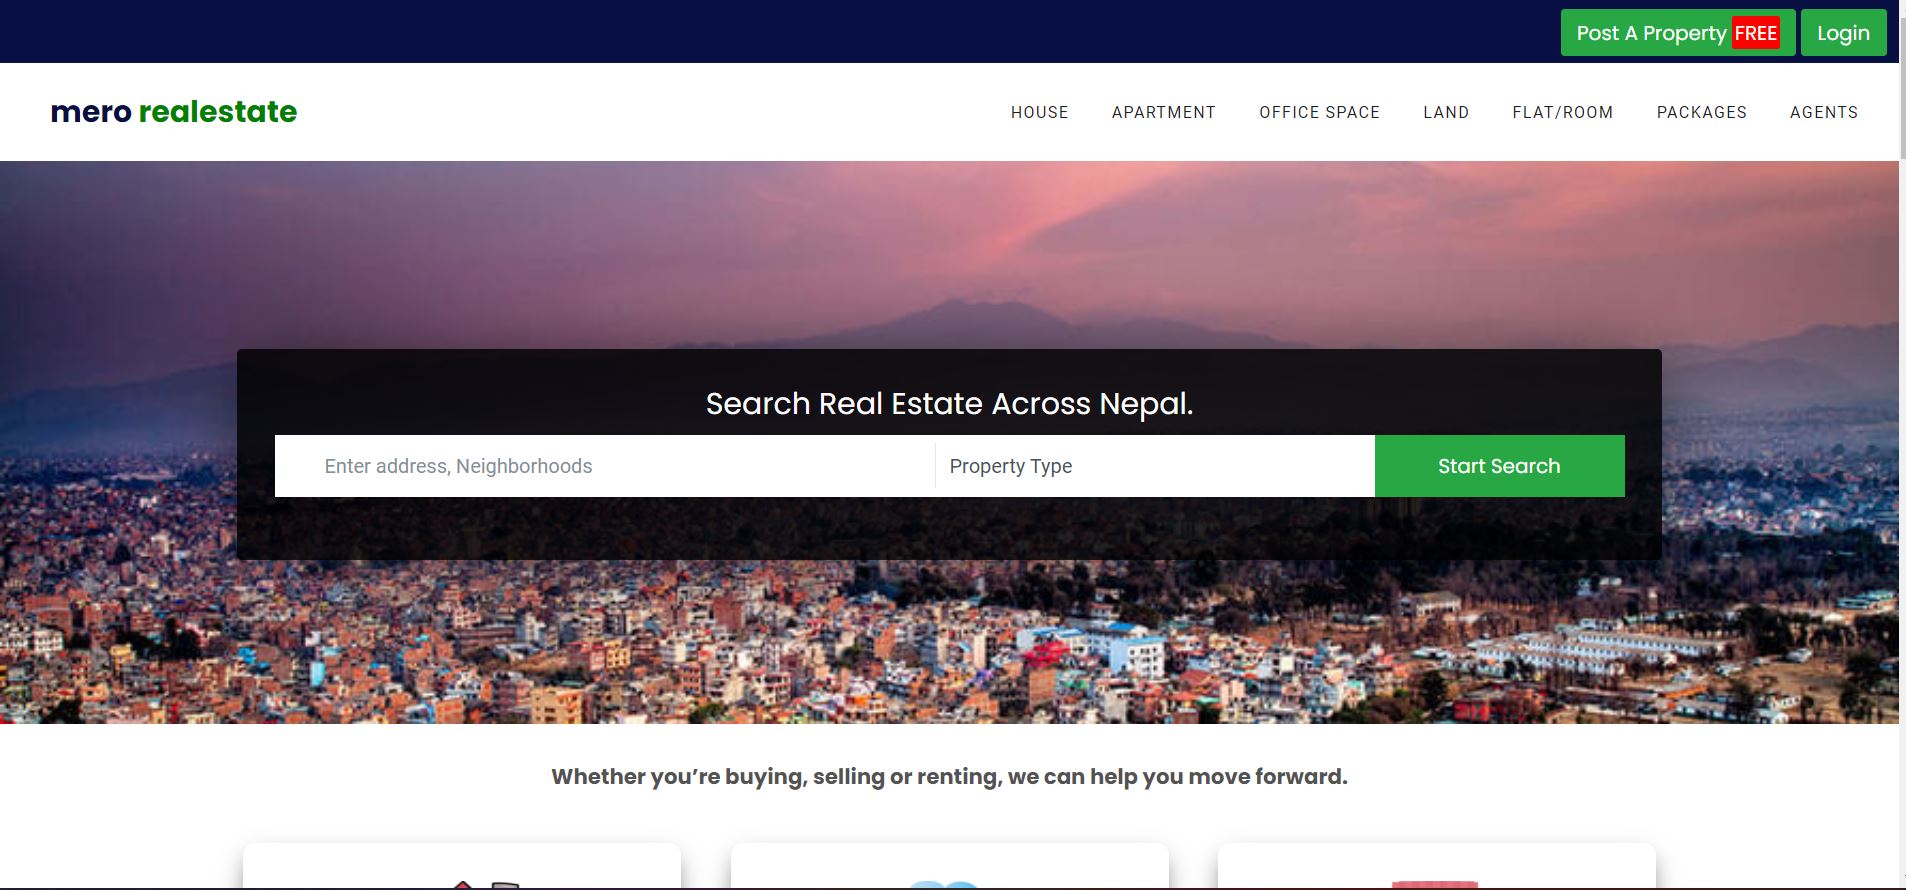 Post A Property FREE
Login
mero realestate
HOUSE
APARTMENT
OFFICE SPACE
LAND
FLAT/ROOM
PACKAGES
AGENTS
Search Real Estate Across Nepal.
Enter address, Neighborhoods
Property Type
Start Search
Whether you’re buying, selling or renting, we can help you move forward.